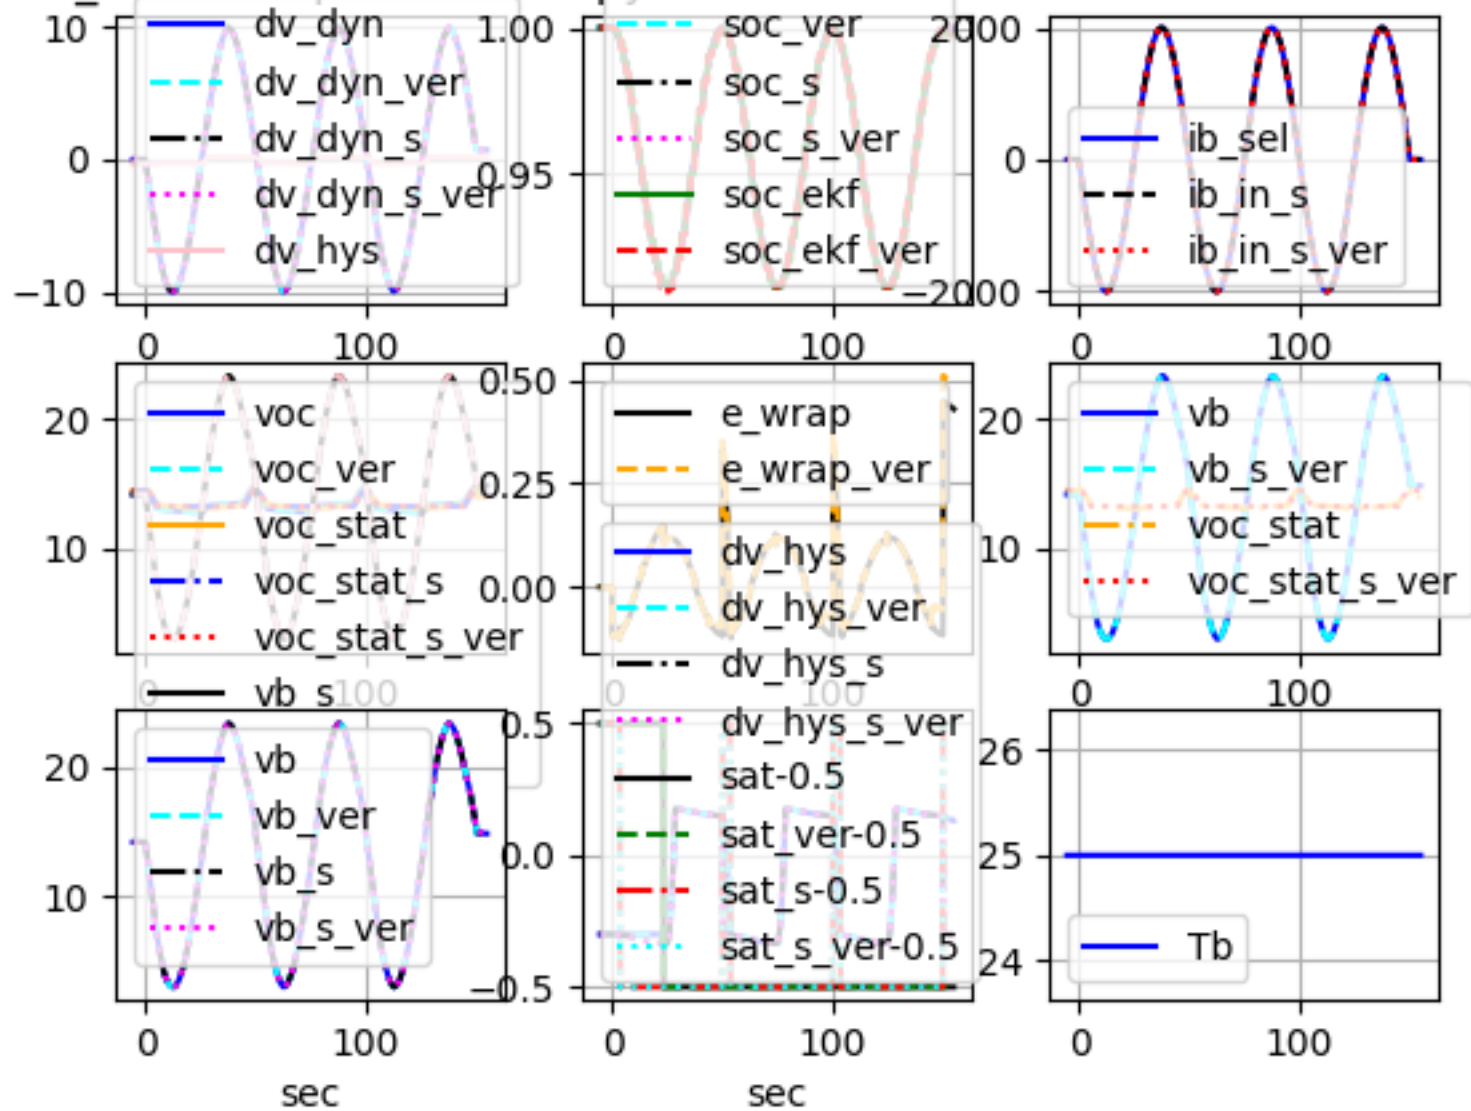 10
0
−10
dv_dyn
dv_dyn_ver
dv_dyn_s
dv_dyn_s_ver
dv_hys
0 100
1.00
0.95
soc_ver
soc_s
soc_s_ver
soc_ekf
soc_ekf_ver
0 100
2000
0
−2000
ib_sel
ib_in_s
ib_in_s_ver
0 100
20
10
voc
voc_ver
voc_stat
voc_stat_s
voc_stat_s_ver
vb_s
0 100
0.50
0.25
0.00
e_wrap
e_wrap_ver
dv_hys
dv_hys_ver
dv_hys_s
dv_hys_s_ver
sat-0.5
sat_ver-0.5
sat_s-0.5
sat_s_ver-0.5
0 100
20
10
vb
vb_s_ver
voc_stat
voc_stat_s_ver
0 100
20
10
vb
vb_ver
vb_s
vb_s_ver
0 100
sec
0.5
0.0
−0.5
0 100
sec
26
25
24
Tb
0 100